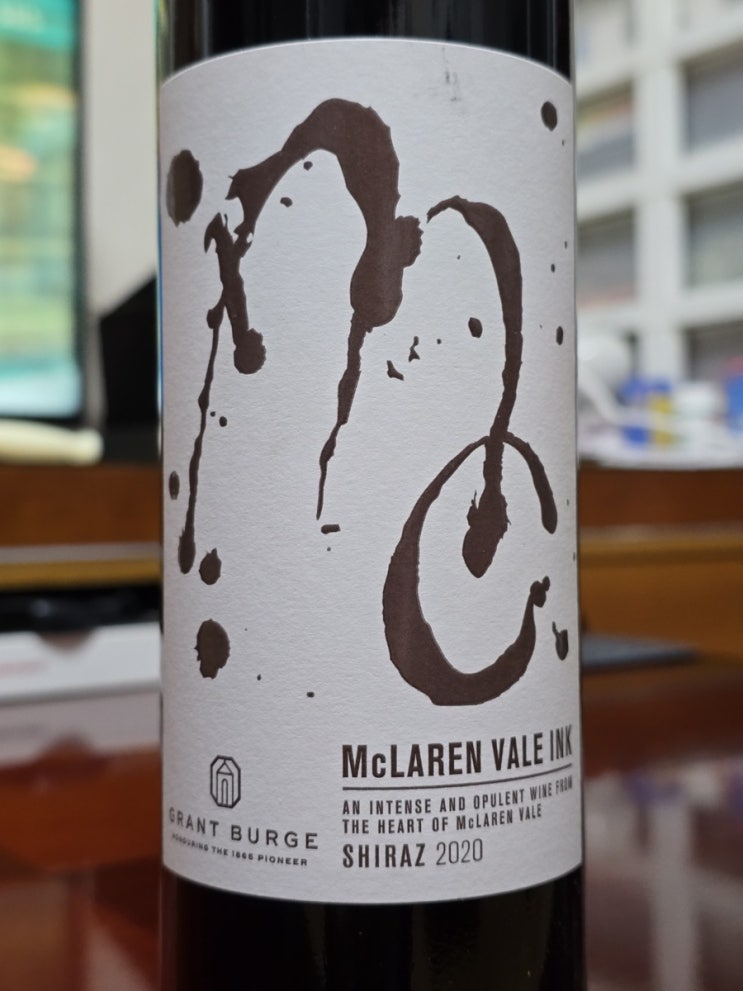 Mc
McLAREN VALE INK
AN INTENSE AND OPULENT WINE FROM
THE HEART OF McLAREN VALE
SHIRAZ 2020
GRANT BURGE
HONOURING THE 1865 PIONEER